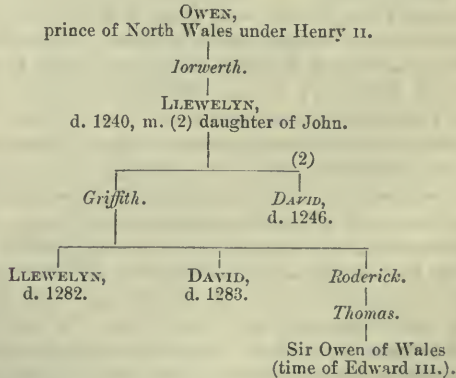 OWEN,
prince of North Wales under Henry II.
Iorwerth.
LLEWELYN,
d. 1240, m. (2) daughter of John.
(2)
Griffith.
DAVID,
d. 1246.
LLEWELYN,
d. 1282.
DAVID,
d. 1283.
Roderick.
Thomas.
Sir Owen of Wales
(time of Edward III.).